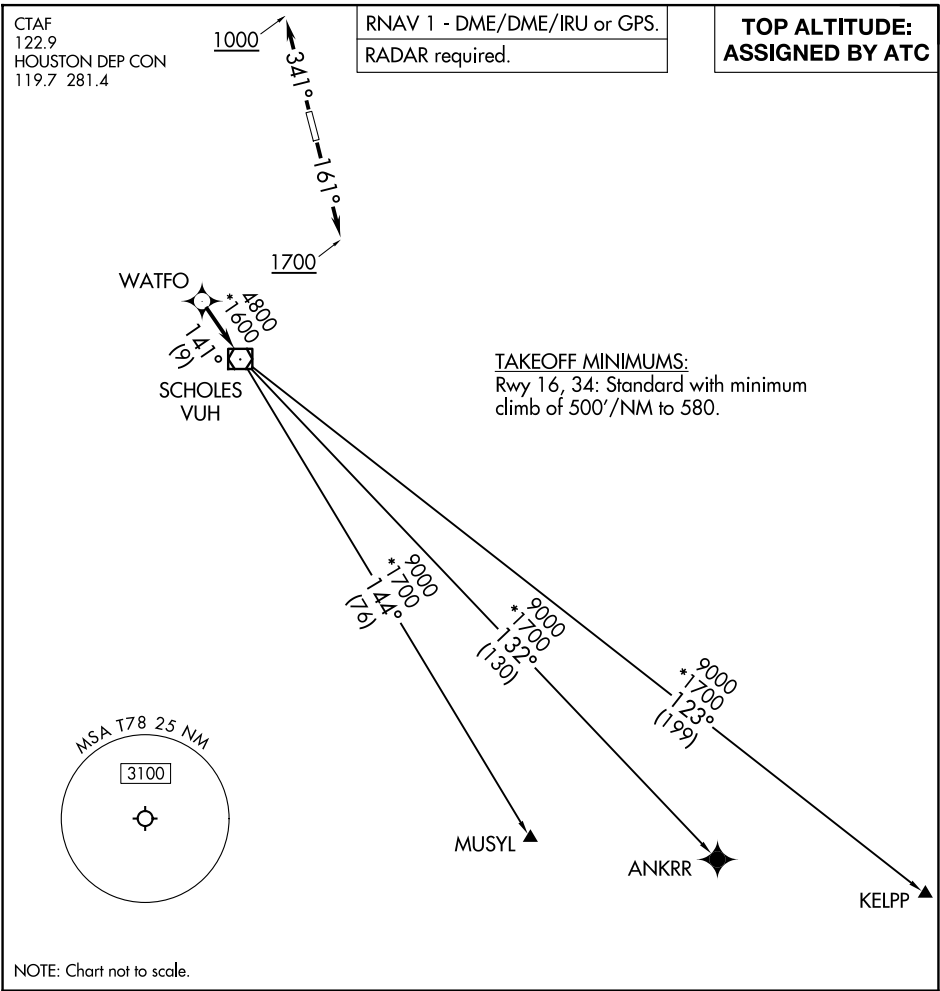 CTAF
122.9
HOUSTON DEP CON
119.7 281.4
1000
RNAV 1 - DME/DME/IRU or GPS.
RADAR required.
TOP ALTITUDE:
ASSIGNED BY ATC
341°
161°
1700
WATFO
4800
*1600
141°
(9)
SCHOLES
VUH
TAKEOFF MINIMUMS:
Rwy 16, 34: Standard with minimum
climb of 500'/NM to 580.
9000
*1700
144°
(76)
9000
*1700
132°
(130)
9000
*1700
123°
(199)
MSA T78 25 NM
3100
MUSYL
ANKRR
KELPP
NOTE: Chart not to scale.